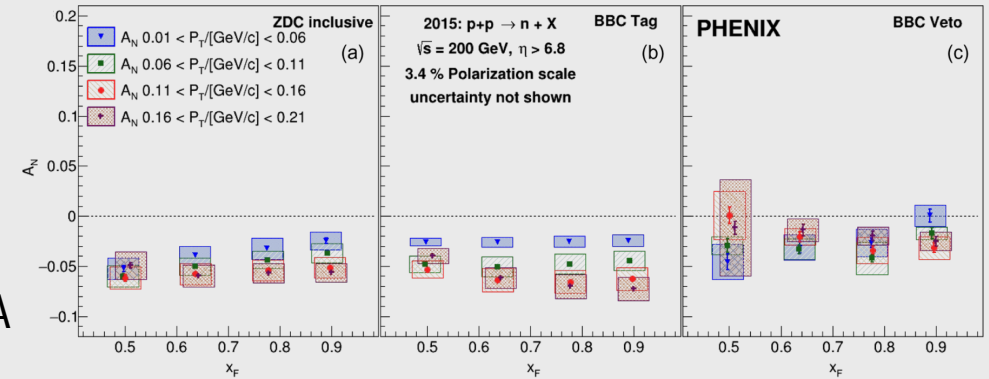 ZDC inclusive
A_N 0.01 < P_T/[GeV/c] < 0.06
A_N 0.06 < P_T/[GeV/c] < 0.11
A_N 0.11 < P_T/[GeV/c] < 0.16
A_N 0.16 < P_T/[GeV/c] < 0.21
(a)
2015: p+p → n + X
BBC Tag
√s = 200 GeV, η > 6.8
(b)
3.4 % Polarization scale
uncertainty not shown
PHENIX
BBC Veto
(c)
A_N
0.2
0.15
0.1
0.05
0
−0.05
−0.1
A
0.5 0.6 0.7 0.8 0.9
0.5 0.6 0.7 0.8 0.9
0.5 0.6 0.7 0.8 0.9
x_F
x_F
x_F